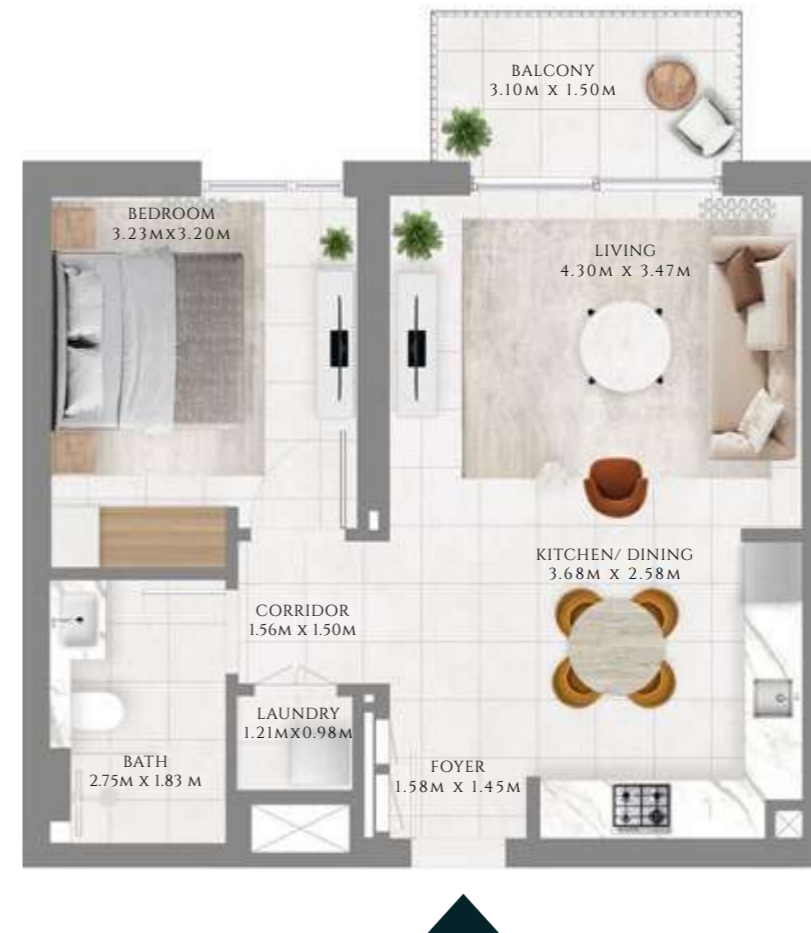 BALCONY
3.10M X 1.50M
BEDROOM
3.23MX3.20M
LIVING
4.30M X 3.47M
KITCHEN/ DINING
3.68M X 2.58M
CORRIDOR
1.56M X 1.50M
LAUNDRY
1.21MX0.98M
BATH
2.75M X 1.83 M
FOYER
1.58M X 1.45M